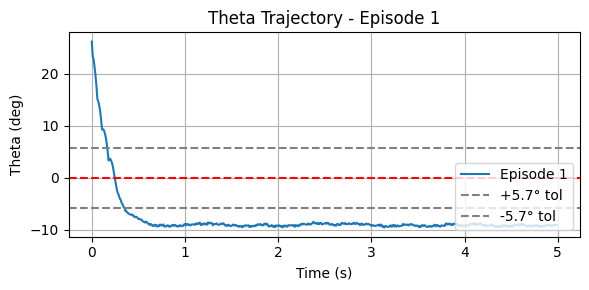 Theta Trajectory - Episode 1
Theta (deg)
20
10
0
−10
Episode 1
+5.7° tol
-5.7° tol
0
1
2
3
4
5
Time (s)